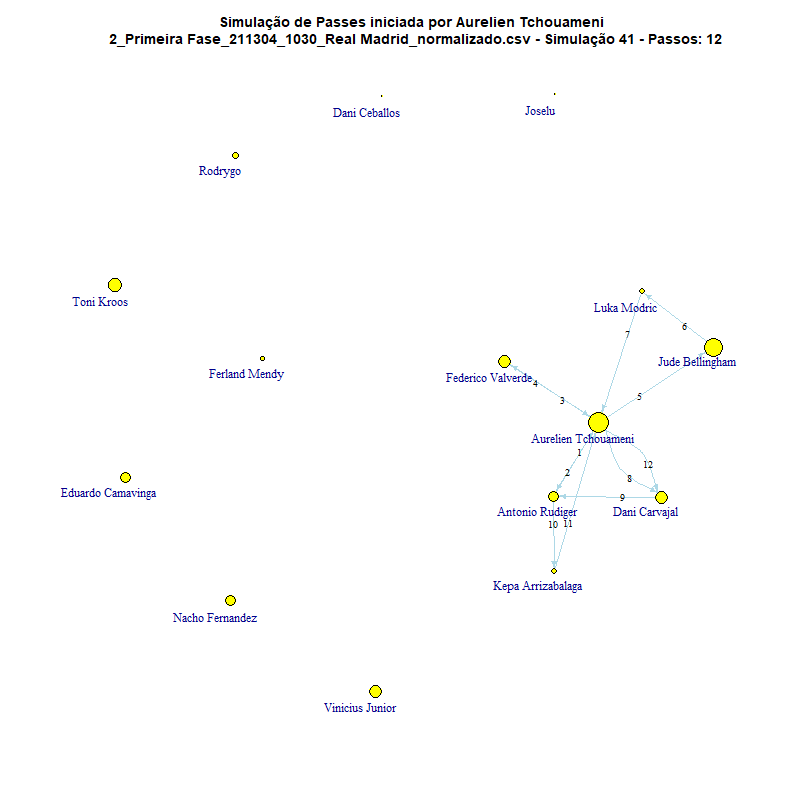 Simulação de Passes iniciada por Aurelien Tchouameni
2_Primeira Fase_211304_1030_Real Madrid_normalizado.csv - Simulação 41 - Passos: 12
Dani Ceballos
Joselu
Rodrygo
Toni Kroos
Luka Modric
7
6
Jude Bellingham
Ferland Mendy
Federico Valverde
4
3
5
Aurelien Tchouameni
1
12
2
8
Eduardo Camavinga
9
Antonio Rudiger
Dani Carvajal
10
11
Kepa Arrizabalaga
Nacho Fernandez
Vinicius Junior